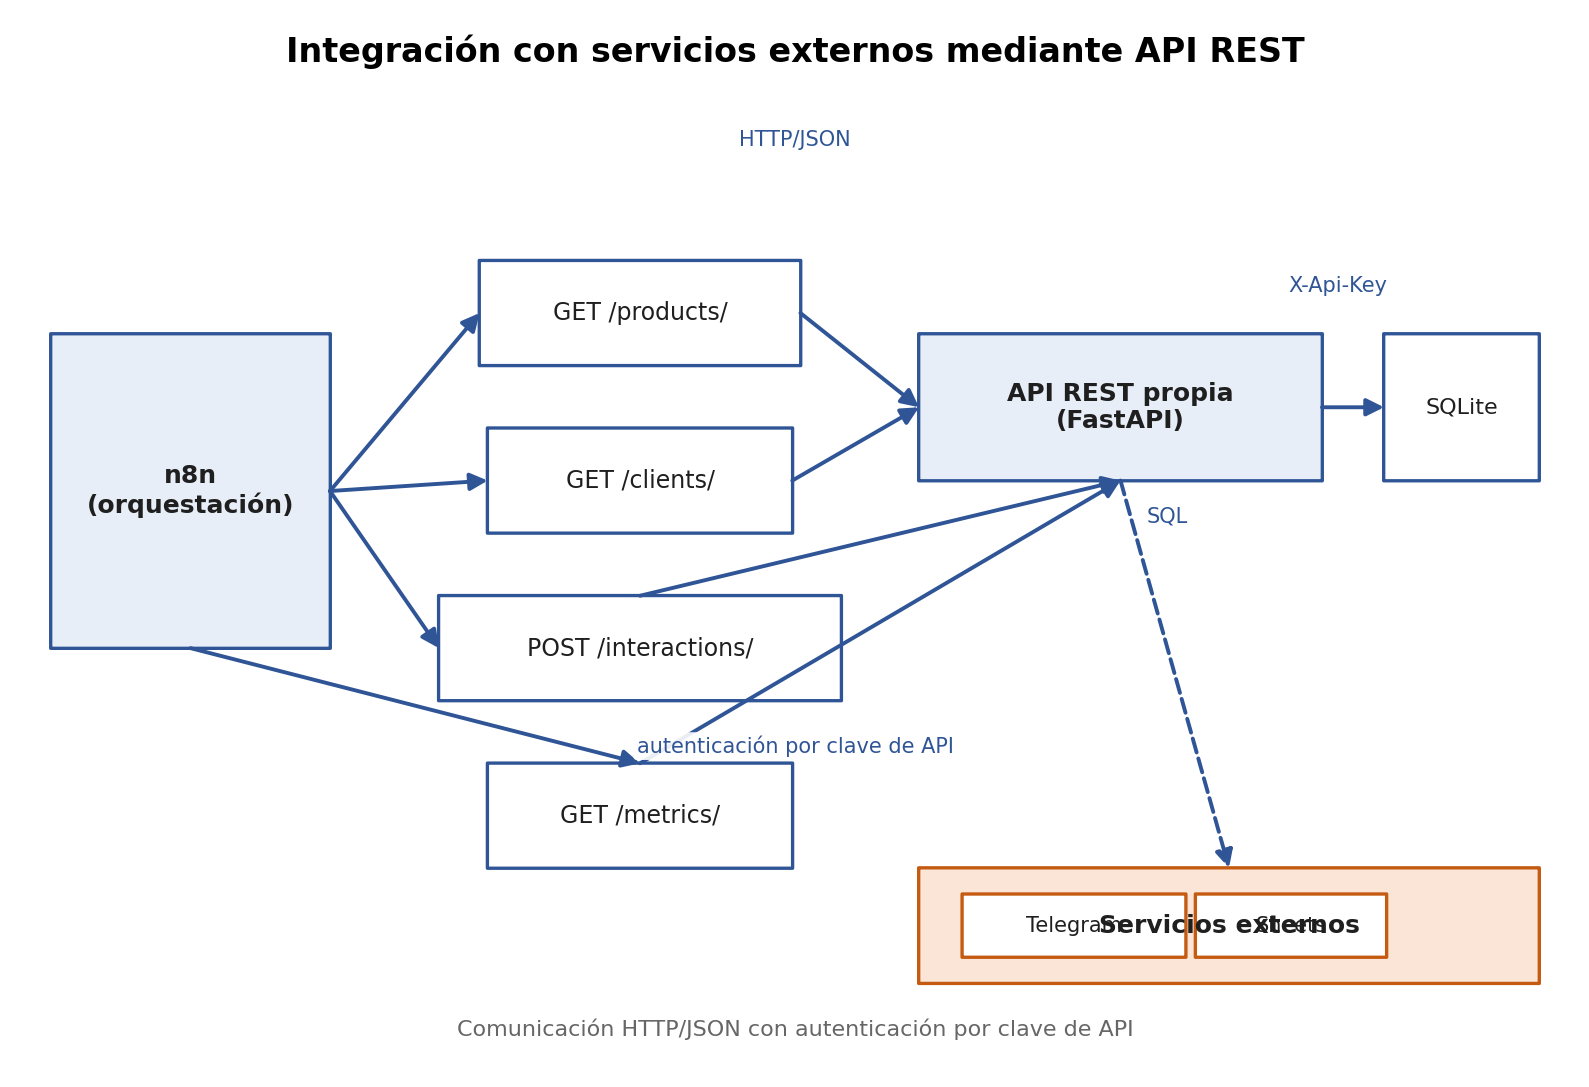 Integración con servicios externos mediante API REST
HTTP/JSON
GET /products/
X-Api-Key
API REST propia
(FastAPI)
SQLite
n8n
(orquestación)
GET /clients/
SQL
POST /interactions/
autenticación por clave de API
GET /metrics/
Telegram
Servicios externos
Sheets
Comunicación HTTP/JSON con autenticación por clave de API